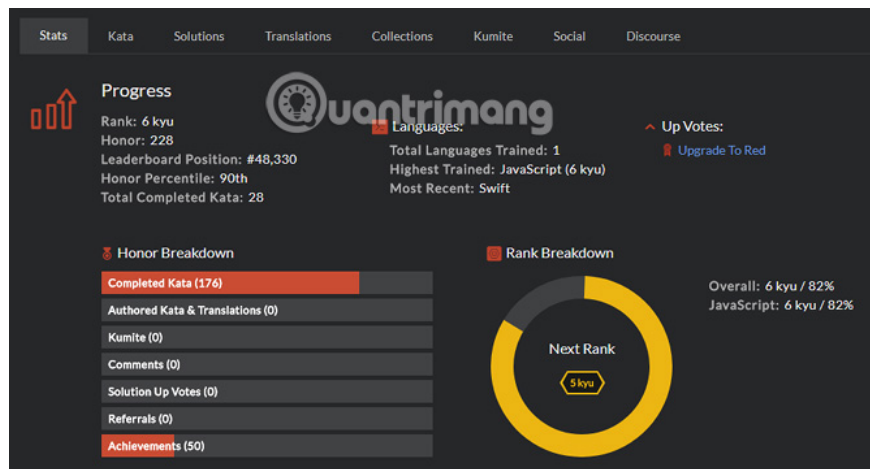 Stats Kata Solutions Translations Collections Kumite Social Discourse
Quantrimang
Progress
Rank: 6 kyu
Honor: 228
Leaderboard Position: #48,330
Honor Percentile: 90th
Total Completed Kata: 28
Languages:
Total Languages Trained: 1
Highest Trained: JavaScript (6 kyu)
Most Recent: Swift
Up Votes:
Upgrade To Red
Honor Breakdown
Completed Kata (176)
Authored Kata & Translations (0)
Kumite (0)
Comments (0)
Solution Up Votes (0)
Referrals (0)
Achievements (50)
Rank Breakdown
Next Rank
5 kyu
Overall: 6 kyu / 82%
JavaScript: 6 kyu / 82%